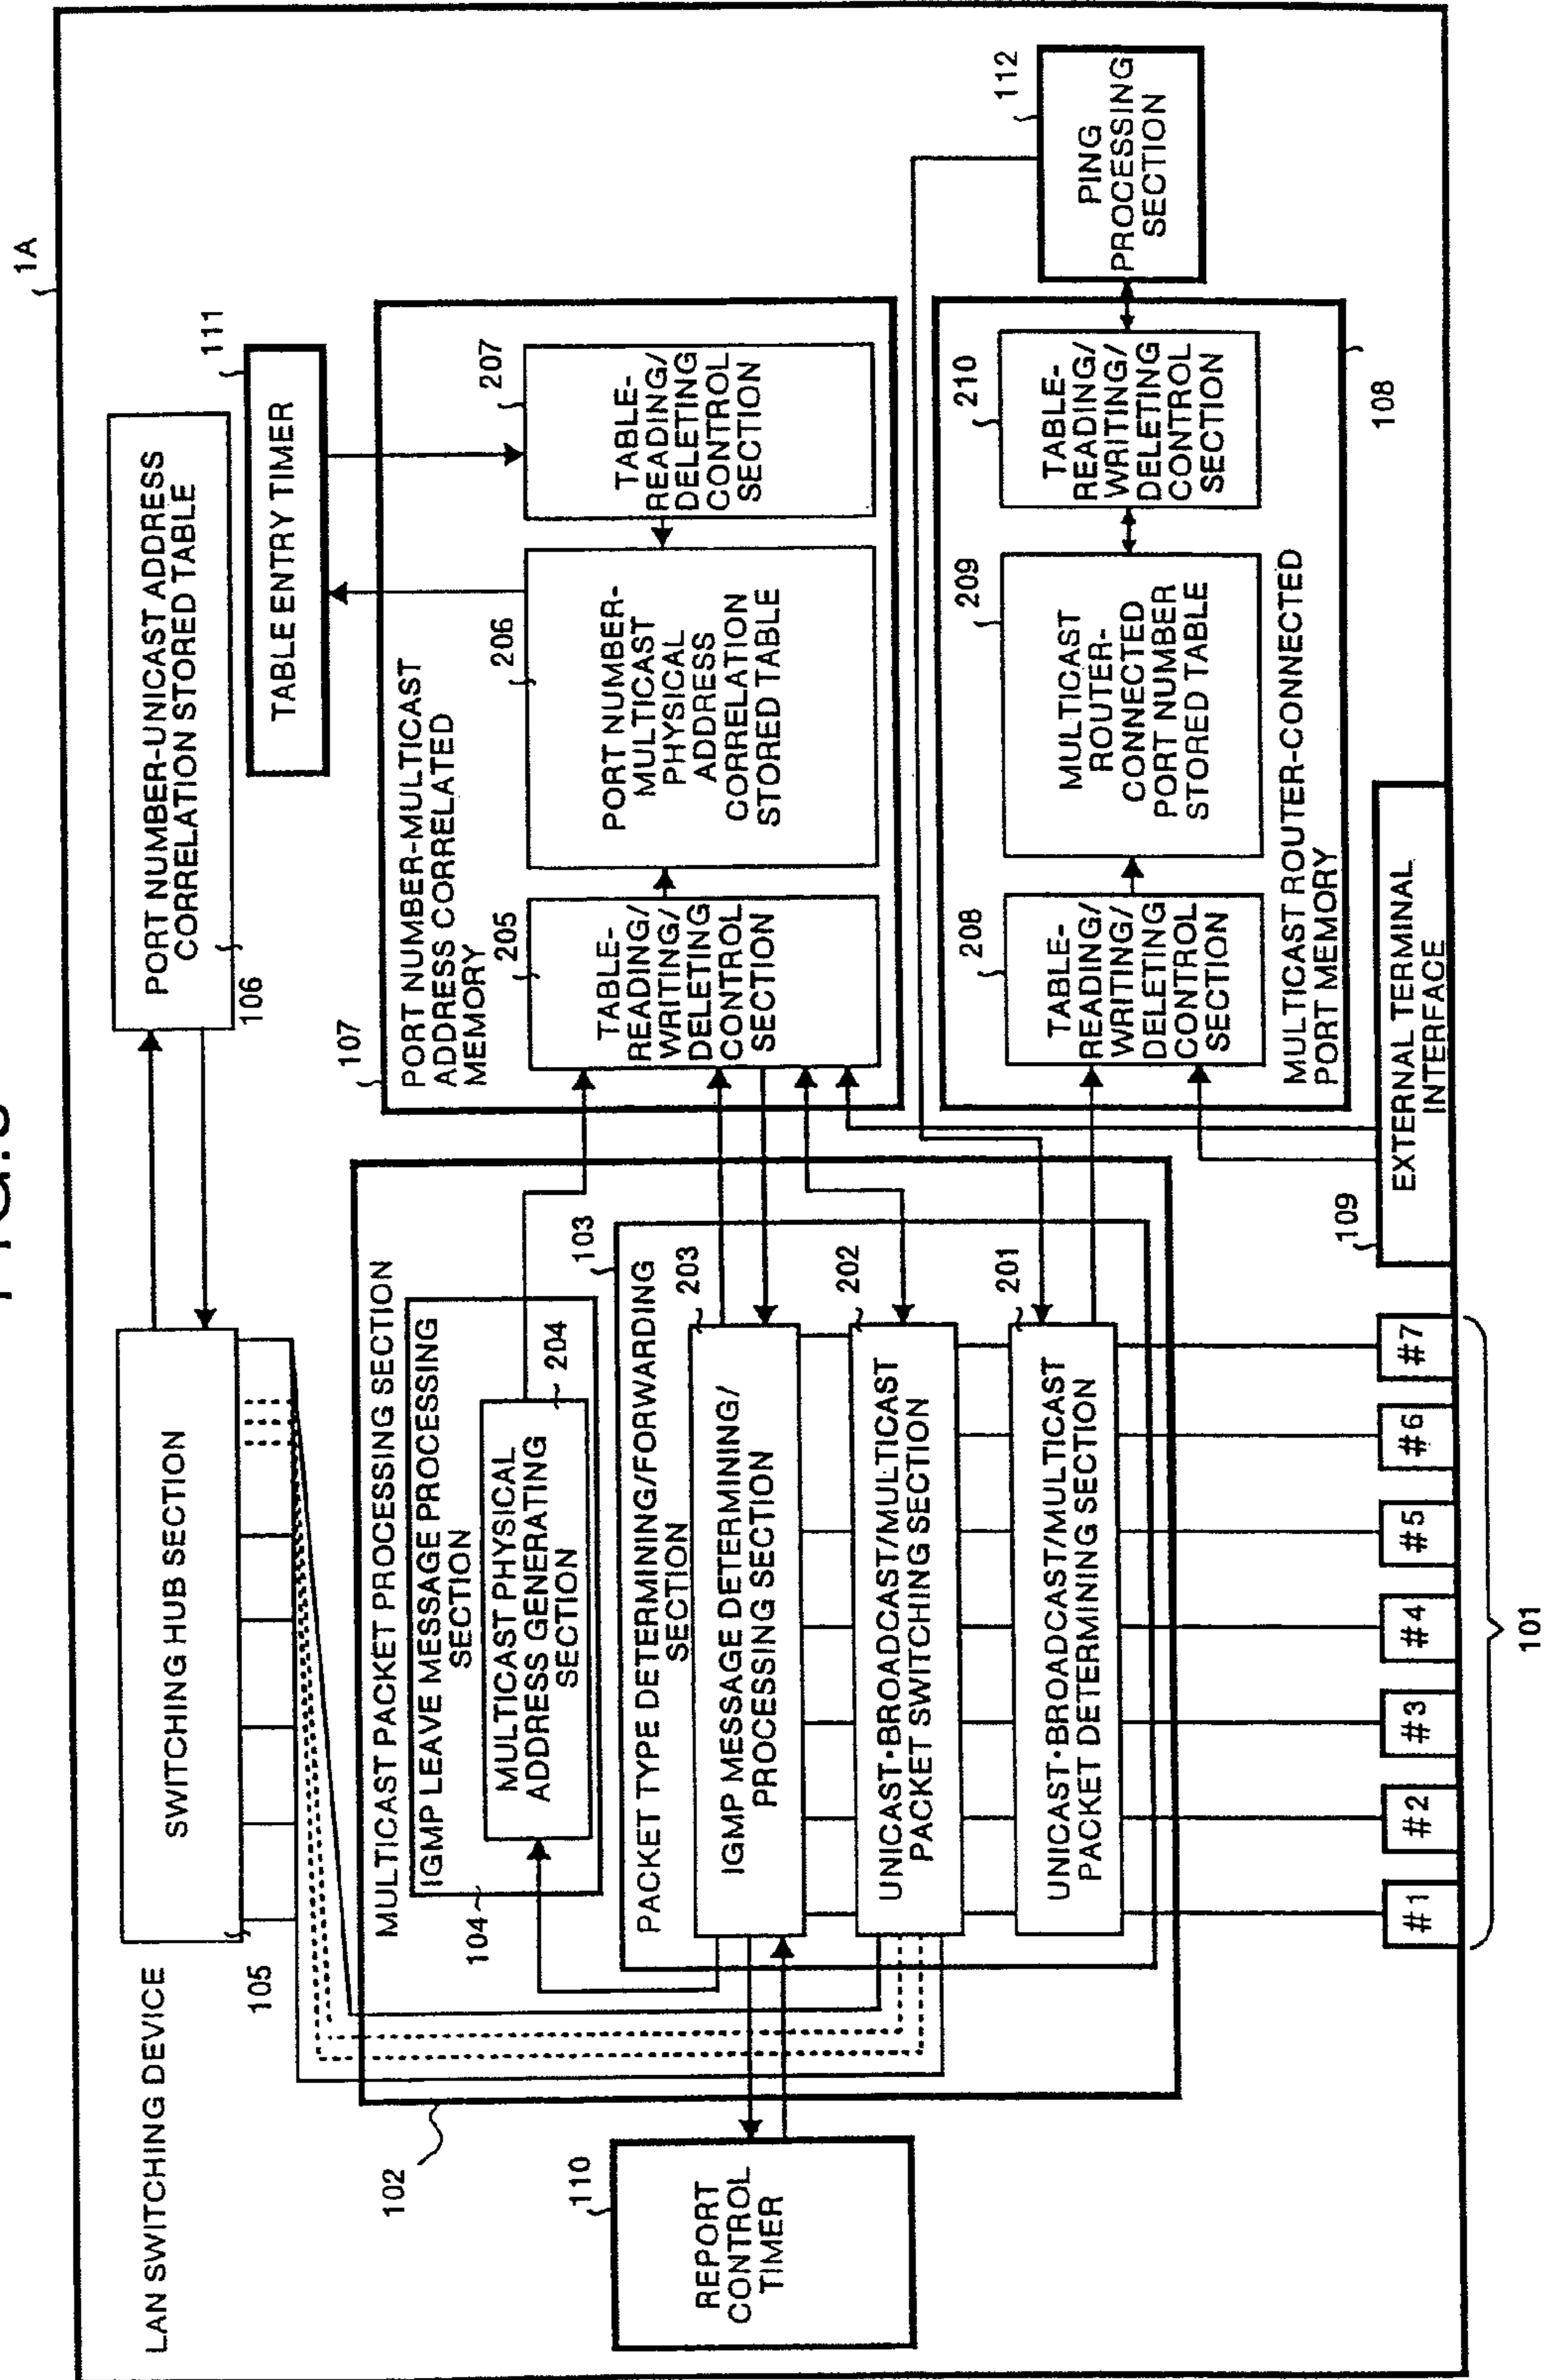 1A
LAN SWITCHING DEVICE
SWITCHING HUB SECTION
105
PORT NUMBER-UNICAST ADDRESS
CORRELATION STORED TABLE
106
111
TABLE ENTRY TIMER
102
MULTICAST PACKET PROCESSING SECTION
IGMP LEAVE MESSAGE PROCESSING
SECTION
104
MULTICAST PHYSICAL
ADDRESS GENERATING
SECTION
204
103
PACKET TYPE DETERMINING/FORWARDING
SECTION
203
IGMP MESSAGE DETERMINING/
PROCESSING SECTION
202
UNICAST·BROADCAST/MULTICAST
PACKET SWITCHING SECTION
201
UNICAST·BROADCAST/MULTICAST
PACKET DETERMINING SECTION
110
REPORT
CONTROL
TIMER
107
PORT NUMBER-MULTICAST
ADDRESS CORRELATED
MEMORY
205
TABLE-
READING/
WRITING/
DELETING
CONTROL
SECTION
206
PORT NUMBER-
MULTICAST
PHYSICAL
ADDRESS
CORRELATION
STORED TABLE
207
TABLE-
READING/
DELETING
CONTROL
SECTION
208
TABLE-
READING/
WRITING/
DELETING
CONTROL
SECTION
209
MULTICAST
ROUTER-
CONNECTED
PORT NUMBER
STORED TABLE
210
TABLE-
READING/
WRITING/
DELETING
CONTROL
SECTION
MULTICAST ROUTER-CONNECTED
PORT MEMORY
108
112
PING
PROCESSING
SECTION
109
EXTERNAL TERMINAL
INTERFACE
#1
#2
#3
#4
#5
#6
#7
101